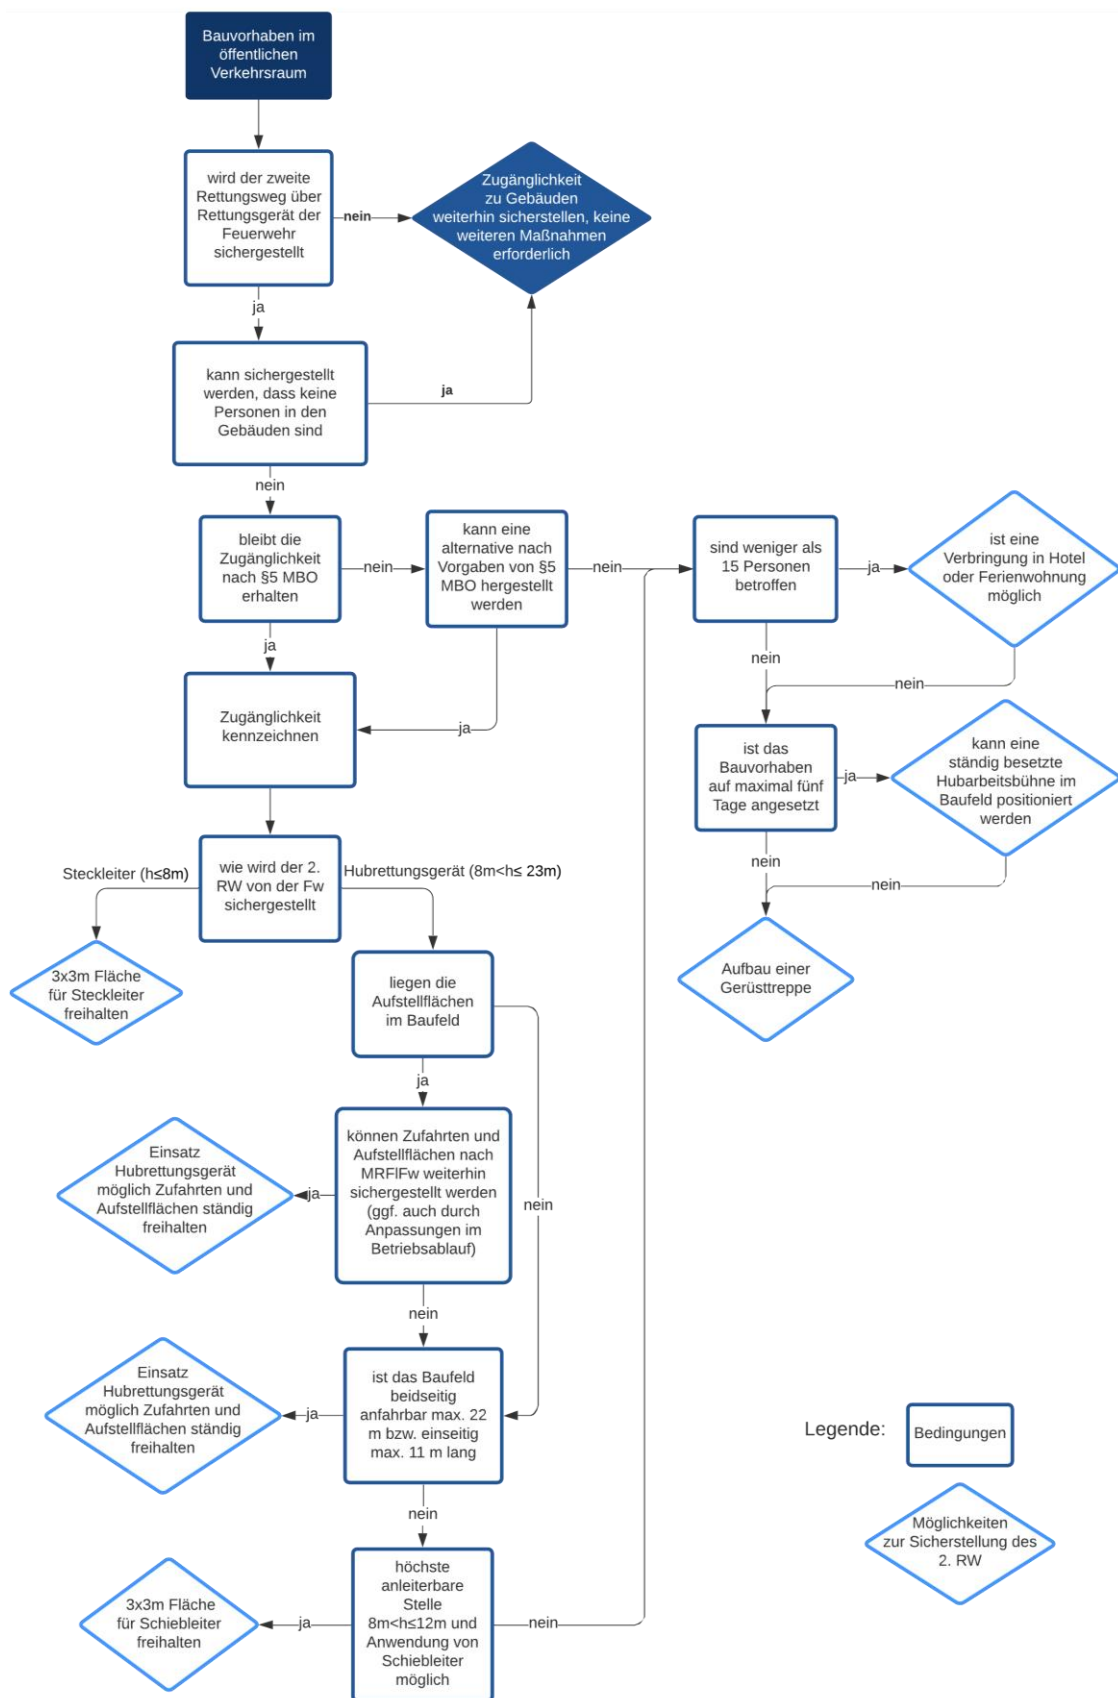 Bauvorhaben im
öffentlichen
Verkehrsraum
wird der zweite
Rettungsweg über
Rettungsgerät der
Feuerwehr
sichergestellt
nein
Zugänglichkeit
zu Gebäuden
weiterhin sicherstellen, keine
weiteren Maßnahmen
erforderlich
ja
kann sichergestellt
werden, dass keine
Personen in den
Gebäuden sind
ja
nein
bleibt die
Zugänglichkeit
nach §5 MBO
erhalten
nein
kann eine
alternative nach
Vorgaben von §5
MBO hergestellt
werden
nein
sind weniger als
15 Personen
betroffen
ja
ist eine
Verbringung in Hotel
oder Ferienwohnung
möglich
ja
ja
nein
nein
Zugänglichkeit
kennzeichnen
ist das
Bauvorhaben
auf maximal fünf
Tage angesetzt
ja
kann eine
ständig besetzte
Hubarbeitsbühne im
Baufeld positioniert
werden
nein
nein
Aufbau einer
Gerüsttreppe
wie wird der 2.
RW von der Fw
sichergestellt
Steckleiter (h≤8m)
Hubrettungsgerät (8m<h≤ 23m)
3x3m Fläche
für Steckleiter
freihalten
liegen die
Aufstellflächen
im Baufeld
ja
nein
können Zufahrten und
Aufstellflächen nach
MRFlFw weiterhin
sichergestellt werden
(ggf. auch durch
Anpassungen im
Betriebsablauf)
ja
Einsatz
Hubrettungsgerät
möglich Zufahrten und
Aufstellflächen ständig
freihalten
nein
ist das Baufeld
beidseitig
anfahrbar max. 22
m bzw. einseitig
max. 11 m lang
ja
Einsatz
Hubrettungsgerät
möglich Zufahrten und
Aufstellflächen ständig
freihalten
nein
höchste
anleiterbare
Stelle
8m<h≤12m und
Anwendung von
Schiebleiter
möglich
nein
ja
3x3m Fläche
für Schiebleiter
freihalten
Legende:
Bedingungen
Möglichkeiten
zur Sicherstellung des
2. RW